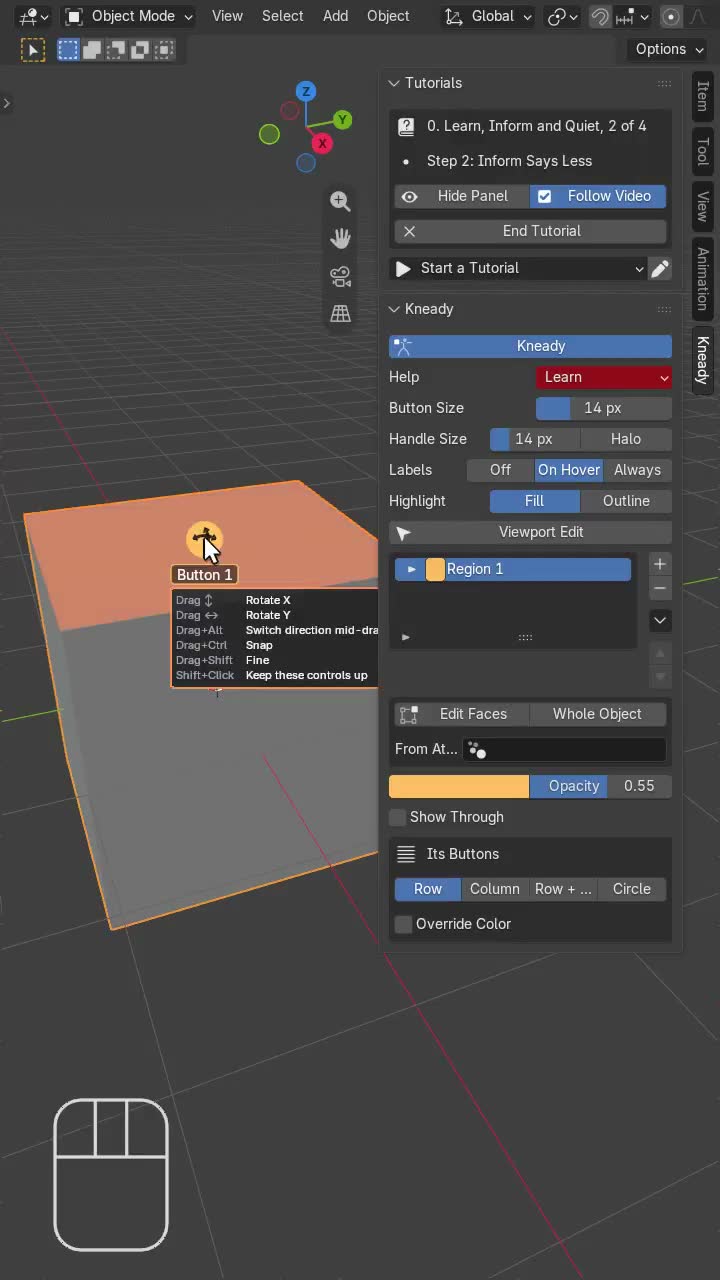 Object Mode View Select Add Object Global
Options
Tutorials
0. Learn, Inform and Quiet, 2 of 4
Step 2: Inform Says Less
Hide Panel Follow Video
End Tutorial
Start a Tutorial
Kneady
Kneady
Help Learn
Button Size 14 px
Handle Size 14 px Halo
Labels Off On Hover Always
Highlight Fill Outline
Viewport Edit
Region 1
Edit Faces Whole Object
From At...
Opacity 0.55
Show Through
Its Buttons
Row Column Row + ... Circle
Override Color
Item
Tool
View
Animation
Kneady
Z
Y
X
Button 1
Drag Rotate X
Drag Rotate Y
Drag+Alt Switch direction mid-dra
Drag+Ctrl Snap
Drag+Shift Fine
Shift+Click Keep these controls up